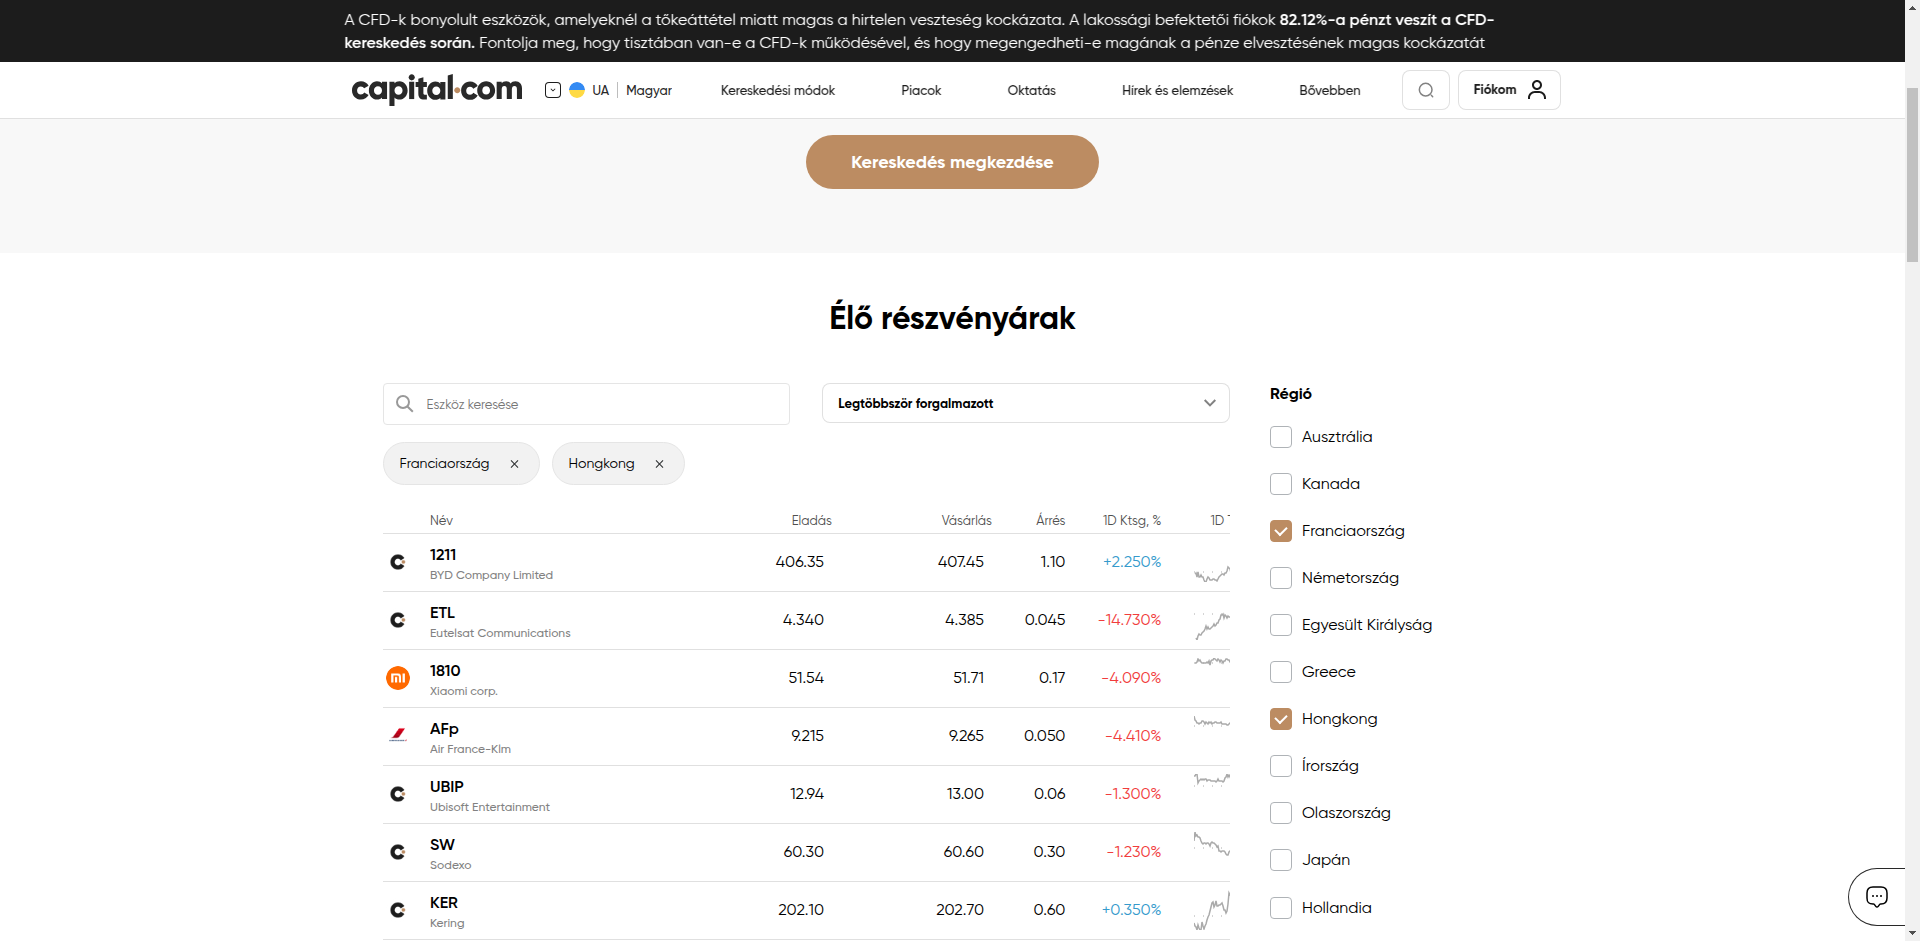 A CFD-k bonyolult eszközök, amelyeknél a tőkeáttétel miatt magas a hirtelen veszteség kockázata. A lakossági befektetői fiókok 82.12%-a pénzt veszít a CFD-
kereskedés során. Fontolja meg, hogy tisztában van-e a CFD-k működésével, és hogy megengedheti-e magának a pénze elvesztésének magas kockázatát
capital.com UA Magyar Kereskedési módok Piacok Oktatás Hírek és elemzések Bővebben Fiókom
Kereskedés megkezdése
Élő részvényárak
Eszköz keresése
Legtöbbször forgalmazott
Franciaország
Hongkong
Név Eladás Vásárlás Árrés 1D Ktsg, % 1D
1211 406.35 407.45 1.10 +2.250%
BYD Company Limited
ETL 4.340 4.385 0.045 -14.730%
Eutelsat Communications
mi 1810 51.54 51.71 0.17 -4.090%
Xiaomi corp.
AFp 9.215 9.265 0.050 -4.410%
Air France-Klm
UBIP 12.94 13.00 0.06 -1.300%
Ubisoft Entertainment
SW 60.30 60.60 0.30 -1.230%
Sodexo
KER 202.10 202.70 0.60 +0.350%
Kering
Régió
Ausztrália
Kanada
Franciaország
Németország
Egyesült Királyság
Greece
Hongkong
Írország
Olaszország
Japán
Hollandia